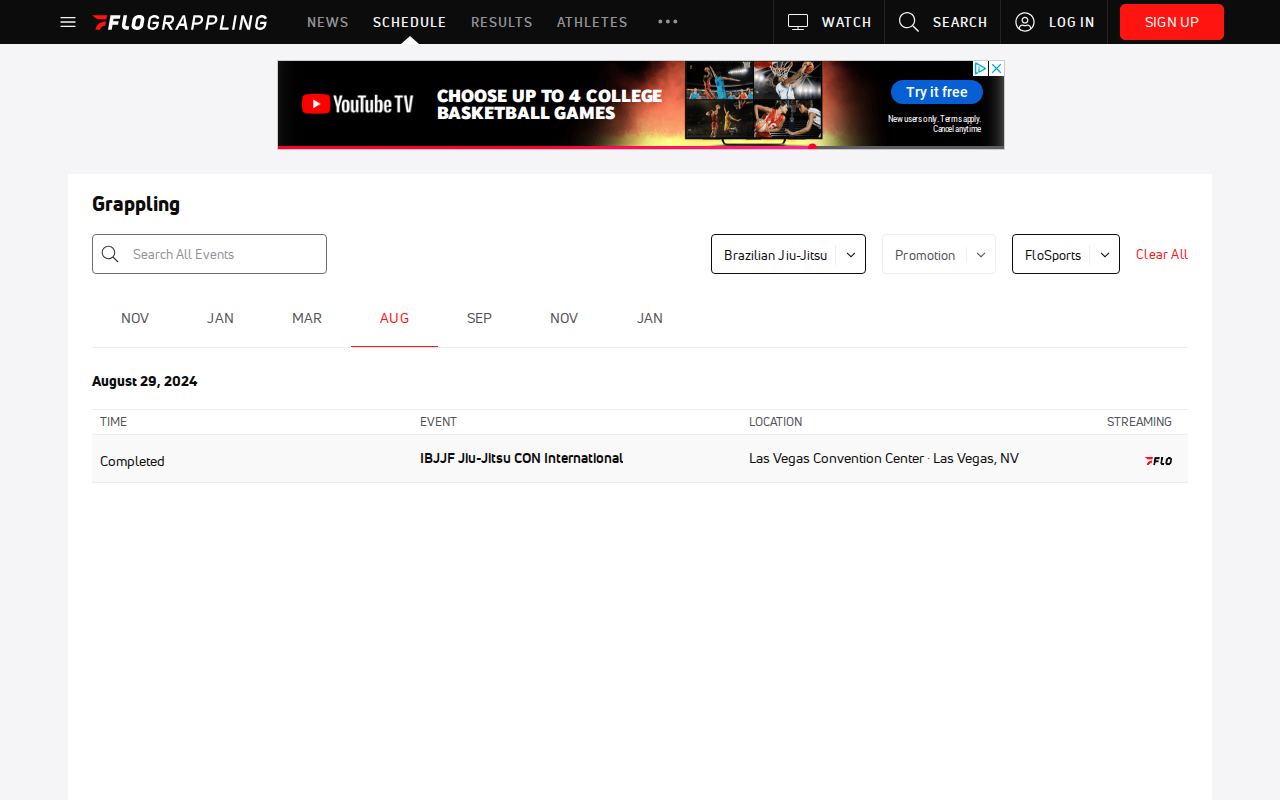 FLOGRAPPLING
NEWS
SCHEDULE
RESULTS
ATHLETES
WATCH
SEARCH
LOG IN
SIGN UP
YouTube TV
CHOOSE UP TO 4 COLLEGE
BASKETBALL GAMES
Try it free
New users only. Terms apply.
Cancel anytime
Grappling
Search All Events
Brazilian Jiu-Jitsu
Promotion
FloSports
Clear All
NOV JAN MAR AUG SEP NOV JAN
August 29, 2024
TIME EVENT LOCATION STREAMING
Completed IBJJF Jiu-Jitsu CON International Las Vegas Convention Center · Las Vegas, NV FLO